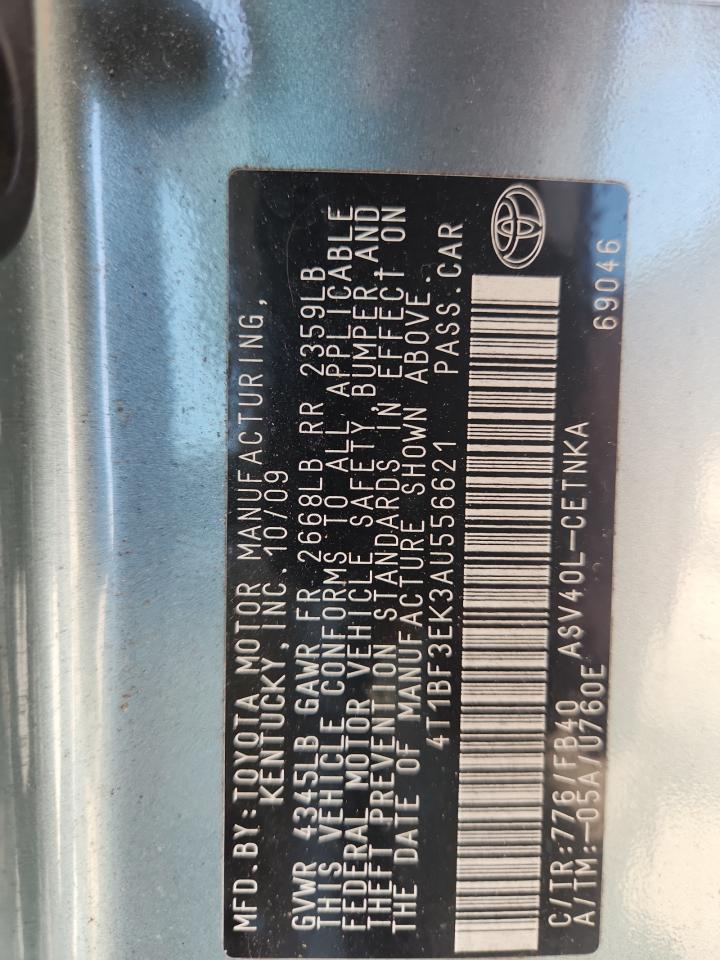 MFD.BY:TOYOTA MOTOR MANUFACTURING,
KENTUCKY,INC.10/09
GVWR 4345LB GAWR FR 2668LB RR 2359LB
THIS VEHICLE CONFORMS TO ALL APPLICABLE
FEDERAL MOTOR VEHICLE SAFETY,BUMPER,AND
THEFT PREVENTION STANDARDS IN EFFECT ON
THE DATE OF MANUFACTURE SHOWN ABOVE.
4T1BF3EK3AU556621 PASS.CAR
C/TR:776/FB40 ASV40L-CETNKA
A/TM:-05A/U760E 69046